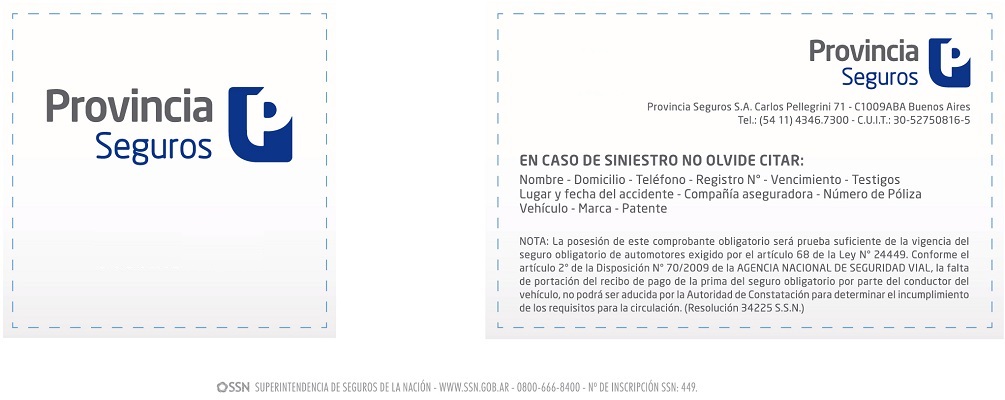 Provincia
Seguros
Provincia
Seguros
Provincia Seguros S.A. Carlos Pellegrini 71 - C1009ABA Buenos Aires
Tel.: (54 11) 4346.7300 - C.U.I.T.: 30-52750816-5
EN CASO DE SINIESTRO NO OLVIDE CITAR:
Nombre - Domicilio - Teléfono - Registro N° - Vencimiento - Testigos
Lugar y fecha del accidente - Compañía aseguradora - Número de Póliza
Vehículo - Marca - Patente
NOTA: La posesión de este comprobante obligatorio será prueba suficiente de la vigencia del
seguro obligatorio de automotores exigido por el artículo 68 de la Ley N° 24449. Conforme el
artículo 2° de la Disposición N° 70/2009 de la AGENCIA NACIONAL DE SEGURIDAD VIAL, la falta
de portación del recibo de pago de la prima del seguro obligatorio por parte del conductor del
vehículo, no podrá ser aducida por la Autoridad de Constatación para determinar el incumplimiento
de los requisitos para la circulación. (Resolución 34225 S.S.N.)
SSN SUPERINTENDENCIA DE SEGUROS DE LA NACIÓN - WWW.SSN.GOB.AR - 0800-666-8400 - N° DE INSCRIPCIÓN SSN: 449.